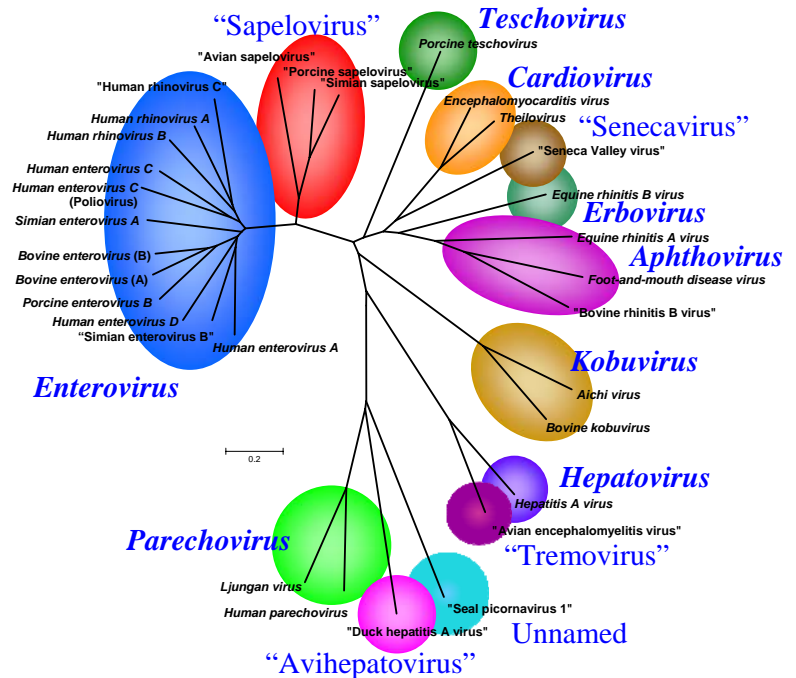 “Sapelovirus”
Teschovirus
Porcine teschovirus
"Avian sapelovirus"
"Porcine sapelovirus"
"Simian sapelovirus"
Cardiovirus
Encephalomyocarditis virus
Theilovirus
“Senecavirus”
"Seneca Valley virus"
"Human rhinovirus C"
Human rhinovirus A
Human rhinovirus B
Human enterovirus C
Human enterovirus C
(Poliovirus)
Simian enterovirus A
Bovine enterovirus (B)
Bovine enterovirus (A)
Porcine enterovirus B
Human enterovirus D
“Simian enterovirus B"
Human enterovirus A
Enterovirus
Equine rhinitis B virus
Erbovirus
Equine rhinitis A virus
Aphthovirus
Foot-and-mouth disease virus
"Bovine rhinitis B virus"
Kobuvirus
Aichi virus
Bovine kobuvirus
0.2
Hepatovirus
Hepatitis A virus
"Avian encephalomyelitis virus"
“Tremovirus”
Parechovirus
Ljungan virus
Human parechovirus
"Seal picornavirus 1"
Unnamed
"Duck hepatitis A virus"
“Avihepatovirus”